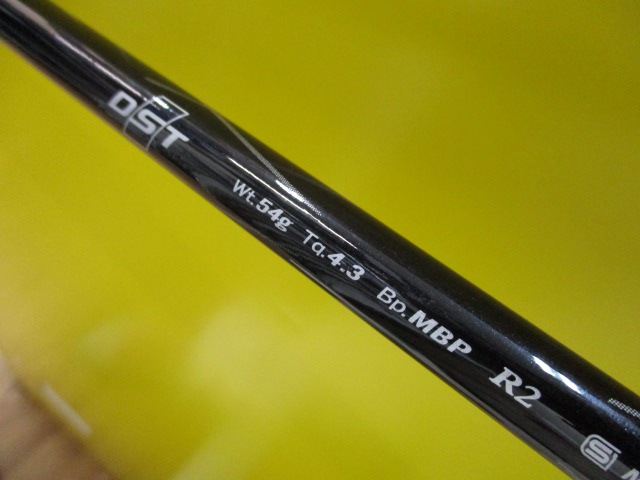 DST Wt.54g Tq.4.3 Bp.MBP R2 S